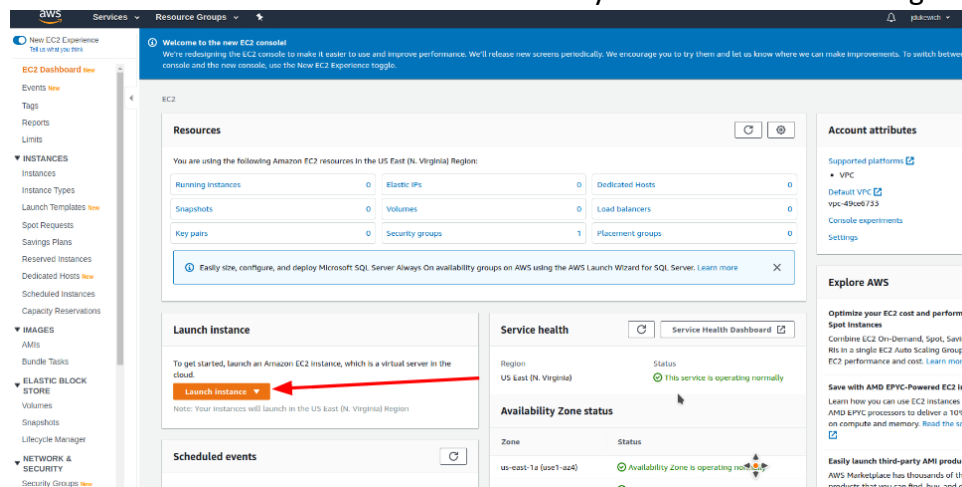 aws
Services
Resource Groups
jdukewich
New EC2 Experience
Tell us what you think
EC2 Dashboard New
Events New
Tags
Reports
Limits
INSTANCES
Instances
Instance Types
Launch Templates New
Spot Requests
Savings Plans
Reserved Instances
Dedicated Hosts New
Scheduled Instances
Capacity Reservations
IMAGES
AMIs
Bundle Tasks
ELASTIC BLOCK
STORE
Volumes
Snapshots
Lifecycle Manager
NETWORK &
SECURITY
Security Groups New
Welcome to the new EC2 console!
We're redesigning the EC2 console to make it easier to use and improve performance. We'll release new screens periodically. We encourage you to try them and let us know where we can make improvements. To switch betwe
console and the new console, use the New EC2 Experience toggle.
EC2
Resources
You are using the following Amazon EC2 resources in the US East (N. Virginia) Region:
Running instances 0 Elastic IPs 0 Dedicated Hosts 0
Snapshots 0 Volumes 0 Load balancers 0
Key pairs 0 Security groups 1 Placement groups 0
Easily size, configure, and deploy Microsoft SQL Server Always On availability groups on AWS using the AWS Launch Wizard for SQL Server. Learn more
Launch instance
To get started, launch an Amazon EC2 instance, which is a virtual server in the
cloud.
Launch instance
Note: Your instances will launch in the US East (N. Virginia) Region
Scheduled events
Service health
Service Health Dashboard
Region Status
US East (N. Virginia) This service is operating normally
Availability Zone status
Zone Status
us-east-1a (use1-az4) Availability Zone is operating normally
Account attributes
Supported platforms
• VPC
Default VPC
vpc-49ce6733
Console experiments
Settings
Explore AWS
Optimize your EC2 cost and perform
Spot Instances
Combine EC2 On-Demand, Spot, Savi
RIs in a single EC2 Auto Scaling Group
EC2 performance and cost. Learn mor
Save with AMD EPYC-Powered EC2 i
Learn how you can use EC2 instances
AMD EPYC processors to deliver a 10%
on compute and memory. Read the so
Easily launch third-party AMI produ
AWS Marketplace has thousands of th